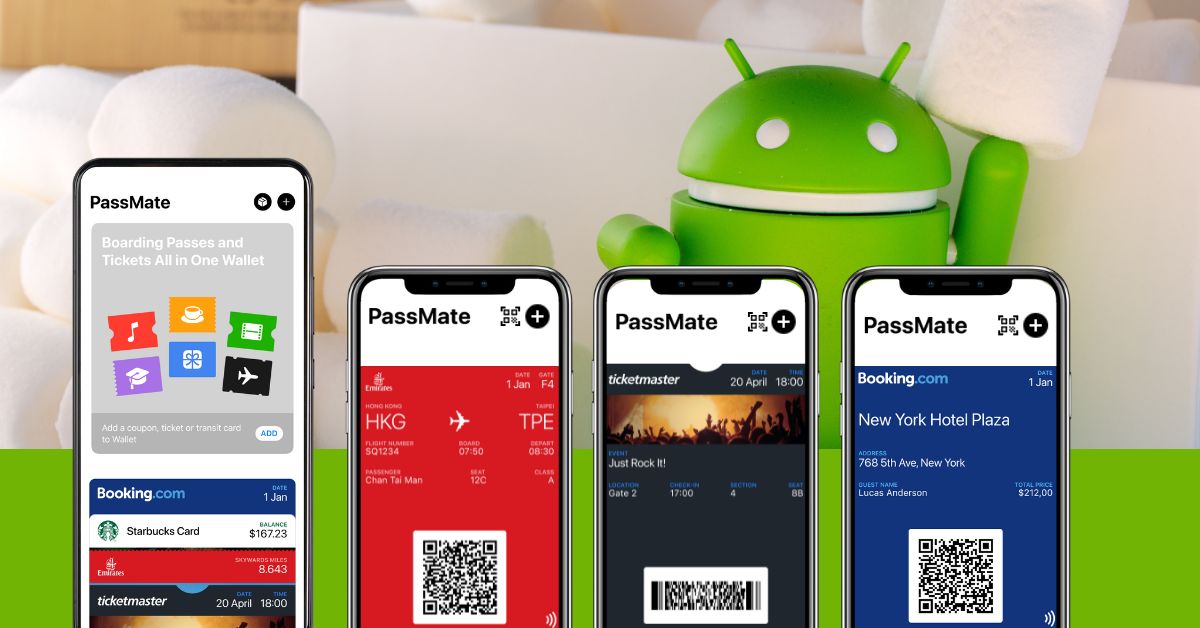 PassMate
Boarding Passes and
Tickets All in One Wallet
Add a coupon, ticket or transit card
to Wallet
ADD
Booking.com
DATE
1 Jan
Starbucks Card
BALANCE
$167.23
Emirates
SKYWARDS MILES
8.643
ticketmaster
DATE TIME
20 April 18:00
PassMate
Emirates
DATE GATE
1 Jan F4
HONG KONG TAIPEI
HKG TPE
FLIGHT NUMBER BOARD DEPART
SQ1234 07:50 08:30
PASSENGER SEAT CLASS
Chan Tai Man 12C A
PassMate
ticketmaster
DATE TIME
20 April 18:00
EVENT
Just Rock It!
LOCATION CHECK-IN SECTION SEAT
Gate 2 17:00 4 8B
PassMate
Booking.com
DATE
1 Jan
New York Hotel Plaza
ADDRESS
768 5th Ave, New York
GUEST NAME TOTAL PRICE
Lucas Anderson $212,00